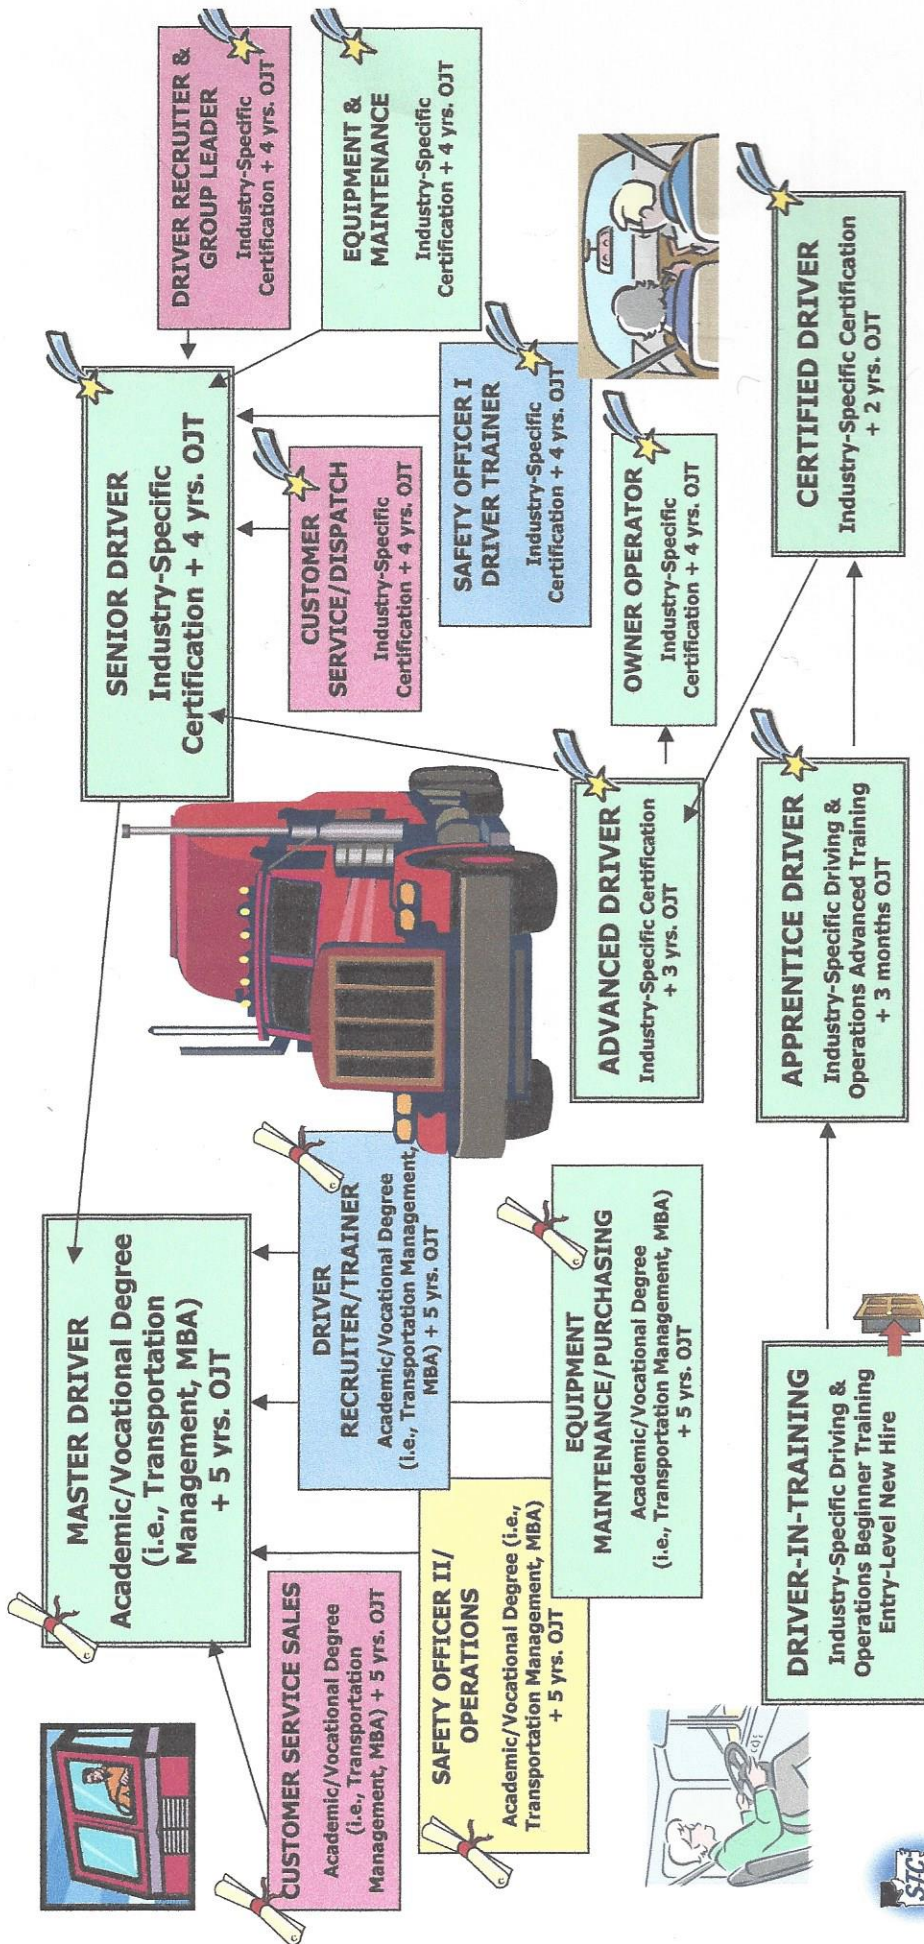 MASTER DRIVER
Academic/Vocational Degree
(i.e., Transportation
Management, MBA)
+ 5 yrs. OJT
SENIOR DRIVER
Industry-Specific
Certification + 4 yrs. OJT
DRIVER RECRUITER &
GROUP LEADER
Industry-Specific
Certification + 4 yrs. OJT
CUSTOMER SERVICE SALES
Academic/Vocational Degree
(i.e., Transportation
Management, MBA) + 5 yrs. OJT
DRIVER
RECRUITER/TRAINER
Academic/Vocational Degree
(i.e., Transportation Management,
MBA) + 5 yrs. OJT
CUSTOMER
SERVICE/DISPATCH
Industry-Specific
Certification + 4 yrs. OJT
EQUIPMENT &
MAINTENANCE
Industry-Specific
Certification + 4 yrs. OJT
SAFETY OFFICER II/
OPERATIONS
Academic/Vocational Degree (i.e.,
Transportation Management, MBA)
+ 5 yrs. OJT
SAFETY OFFICER I
DRIVER TRAINER
Industry-Specific
Certification + 4 yrs. OJT
EQUIPMENT
MAINTENANCE/PURCHASING
Academic/Vocational Degree
(i.e., Transportation Management, MBA)
+ 5 yrs. OJT
ADVANCED DRIVER
Industry-Specific Certification
+ 3 yrs. OJT
OWNER OPERATOR
Industry-Specific
Certification + 4 yrs. OJT
DRIVER-IN-TRAINING
Industry-Specific Driving &
Operations Beginner Training
Entry-Level New Hire
APPRENTICE DRIVER
Industry-Specific Driving &
Operations Advanced Training
+ 3 months OJT
CERTIFIED DRIVER
Industry-Specific Certification
+ 2 yrs. OJT
STC